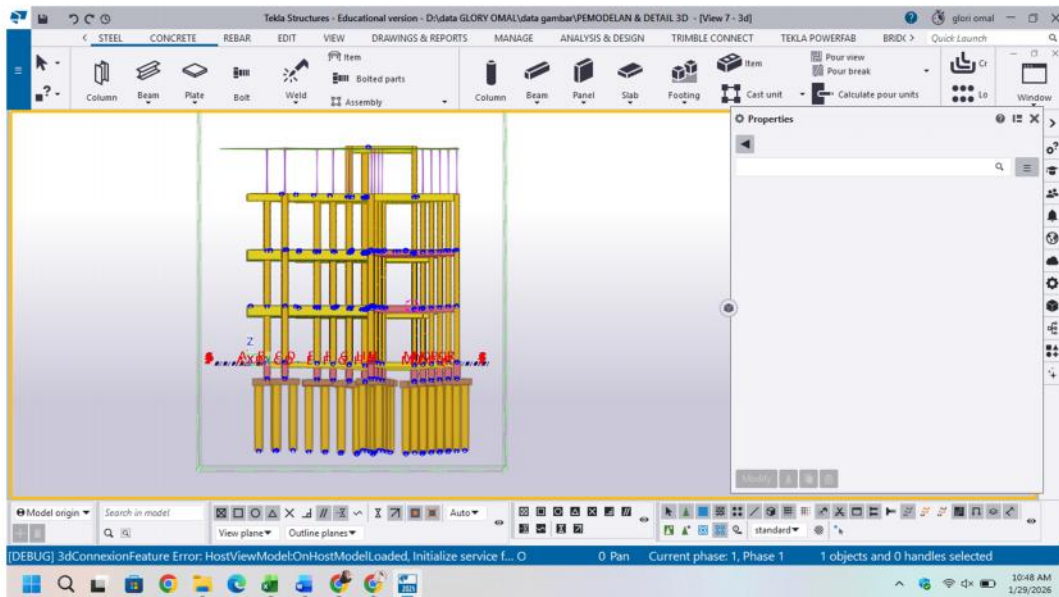 Tekla Structures - Educational version - D:\data GLORY OMAL\data gambar\PEMODELAN & DETAIL 3D - [View 7 - 3d]
glori omal
STEEL CONCRETE REBAR EDIT VIEW DRAWINGS & REPORTS MANAGE ANALYSIS & DESIGN TRIMBLE CONNECT TEKLA POWERFAB BRID( Quick Launch
Item Item Pour view
Bolted parts Pour break Cr
Column Beam Plate Bolt Weld Assembly Column Beam Panel Slab Footing Cast unit Calculate pour units Lo Window
Properties
Z
Modify
Model origin Search in model Auto
View plane Outline planes standard
[DEBUG] 3dConnexionFeature Error: HostViewModel:OnHostModelLoaded, Initialize service f... O 0 Pan Current phase: 1, Phase 1 1 objects and 0 handles selected
2025
10:48 AM
1/29/2026